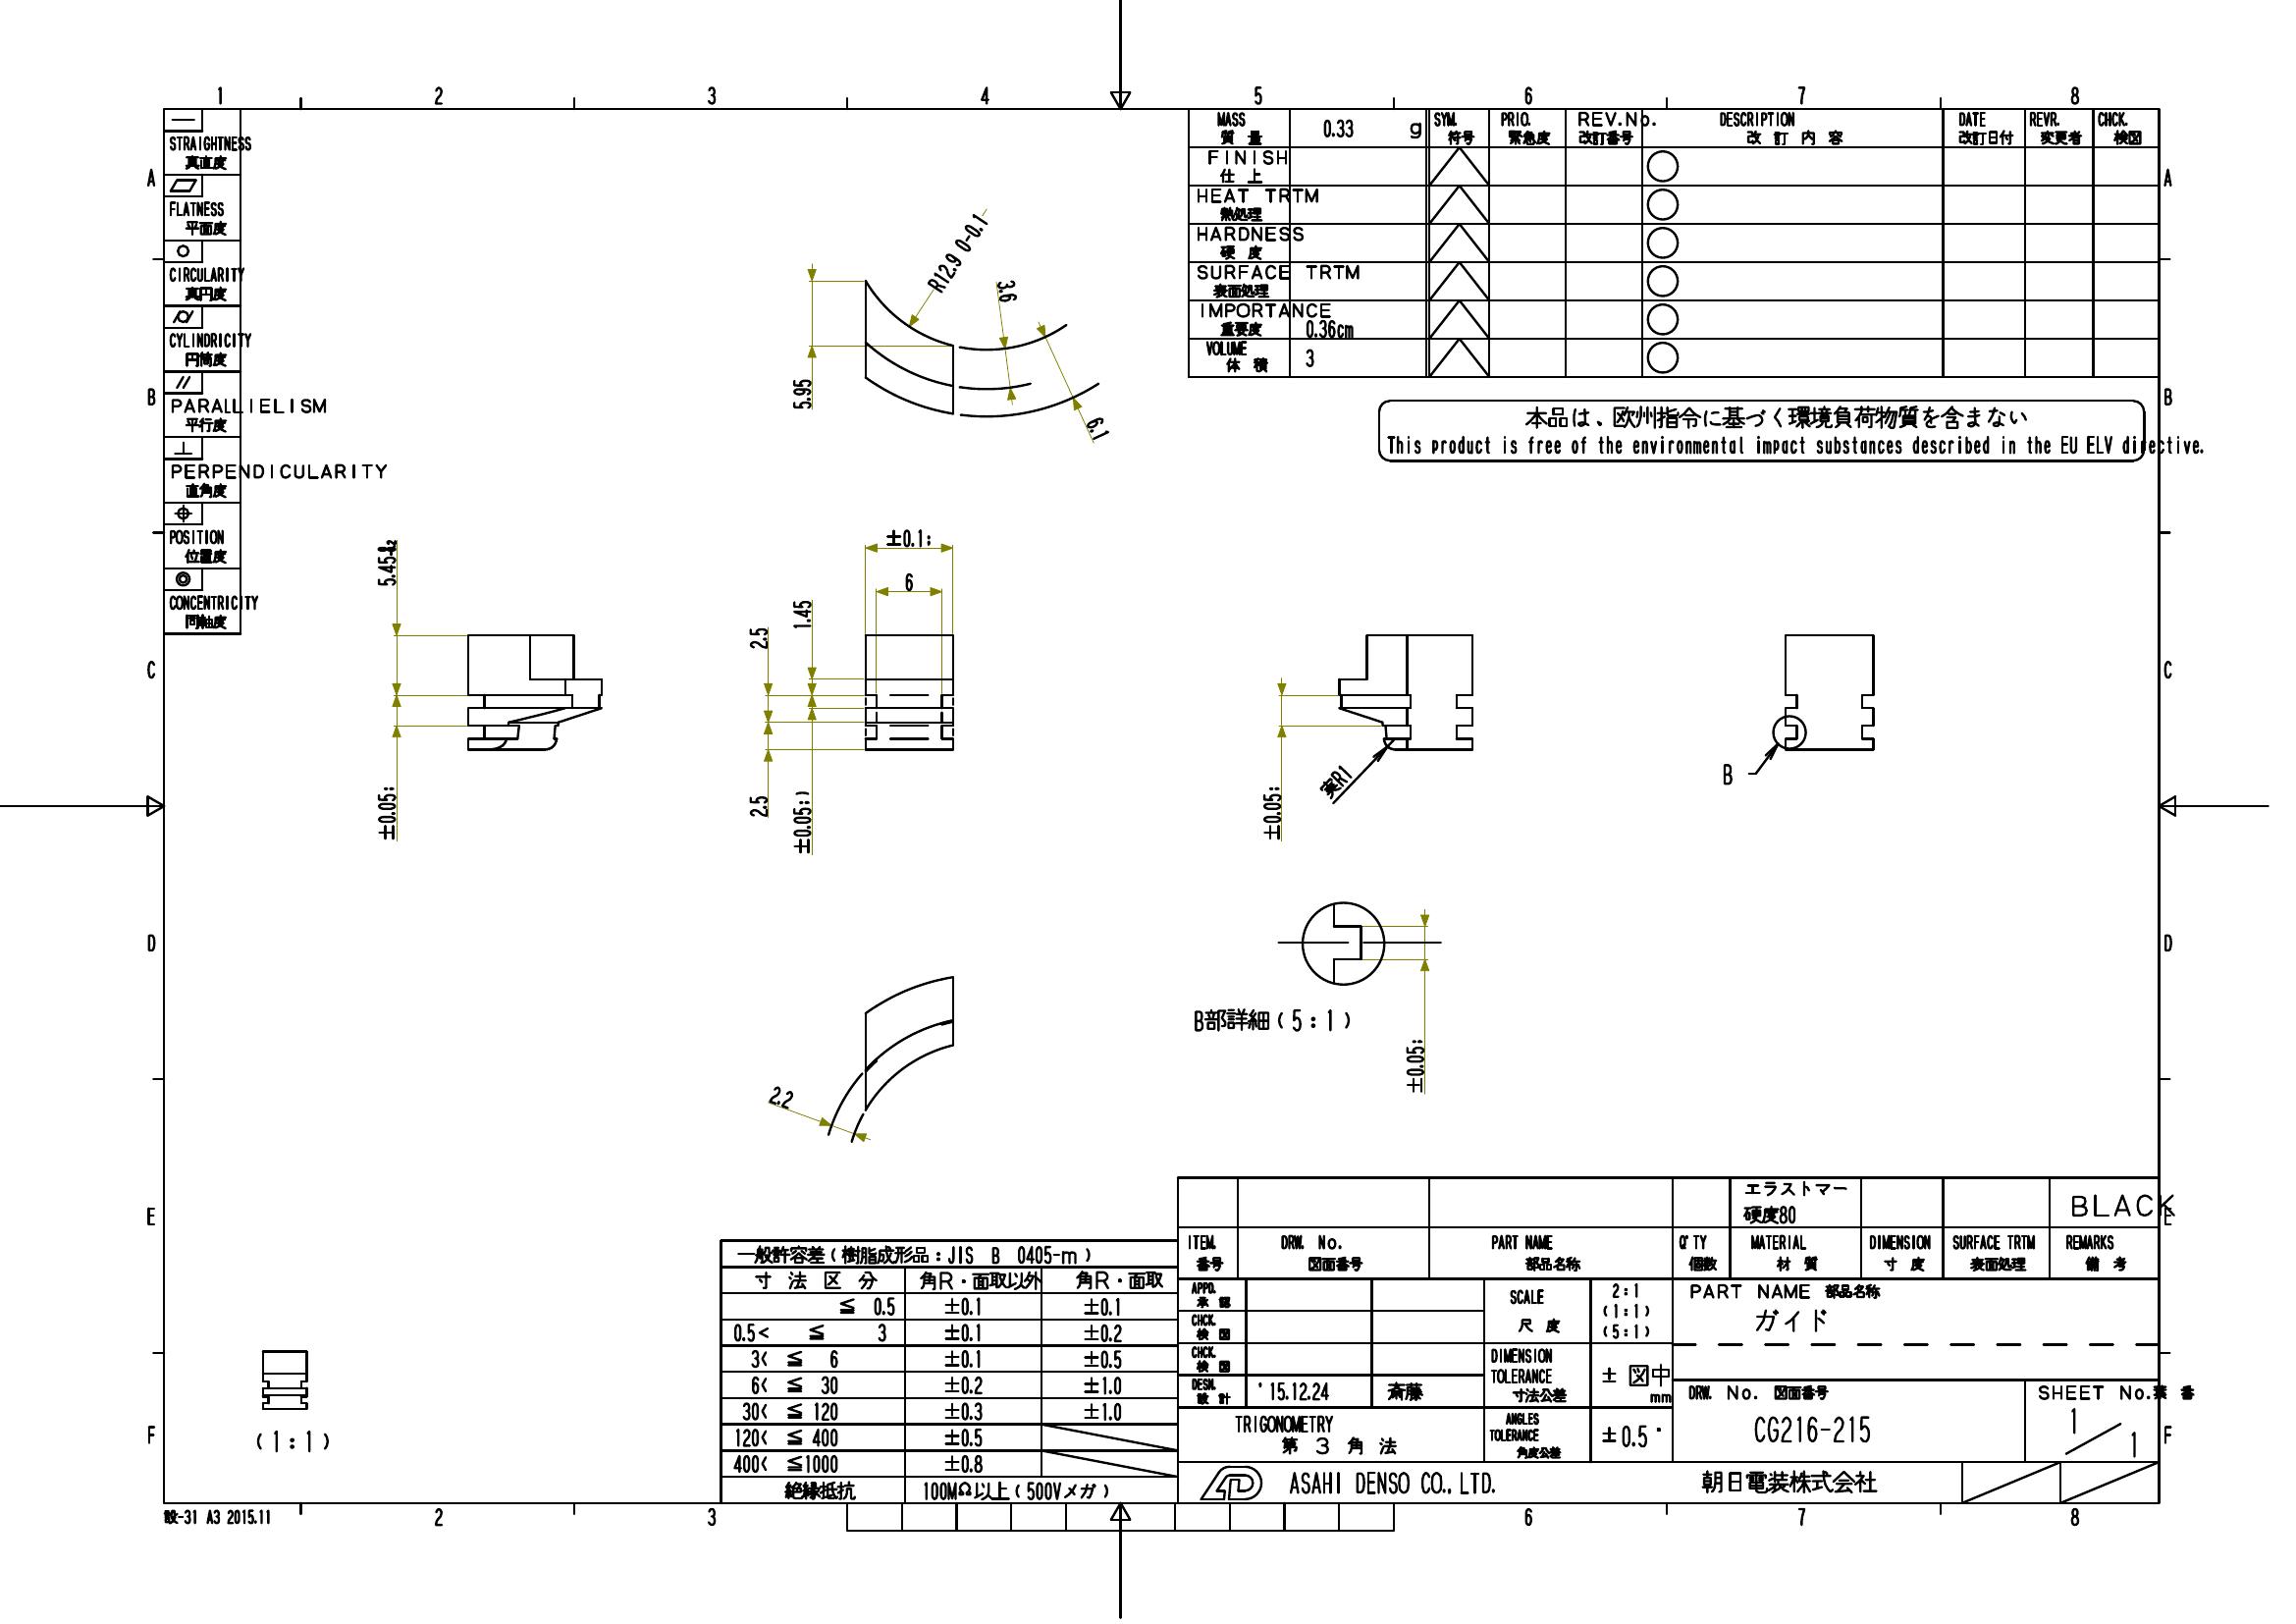 1 2 3 4 5 6 7 8
A
B
C
D
E
F
STRAIGHTNESS
真直度
FLATNESS
平面度
CIRCULARITY
真円度
CYLINDRICITY
円筒度
PARALLIELISM
平行度
PERPENDICULARITY
直角度
POSITION
位置度
CONCENTRICITY
同軸度
MASS 質量 0.33 g
FINISH
仕上
HEAT TRTM
熱処理
HARDNESS
硬度
SURFACE TRTM
表面処理
IMPORTANCE
重要度 0.36cm
VOLUME
体積 3
SYM. PRIO. REV.No. DESCRIPTION DATE REVR. CHCK.
符号 緊急度 改訂番号 改訂内容 改訂日付 変更者 検図
A
B
C
D
E
F
本品は、欧州指令に基づく環境負荷物質を含まない
This product is free of the environmental impact substances described in the EU ELV directive.
R12.9 0-0.1
3.6
6.1
5.95
5.45 0 -0.2
±0.05:
±0.1:
6
1.45
2.5
2.5
±0.05:)
±0.05:
実R1
B
B部詳細(5:1)
±0.05:
2.2
(1:1)
一般許容差(樹脂成形品:JIS B 0405-m)
寸法区分 角R・面取以外 角R・面取
≦ 0.5 ±0.1 ±0.1
0.5< ≦ 3 ±0.1 ±0.2
3< ≦ 6 ±0.1 ±0.5
6< ≦ 30 ±0.2 ±1.0
30< ≦ 120 ±0.3 ±1.0
120< ≦ 400 ±0.5
400< ≦1000 ±0.8
絶縁抵抗 100MΩ以上(500Vメガ)
エラストマー
硬度80
BLACK
ITEM. DRW. No. PART NAME Q'TY MATERIAL DIMENSION SURFACE TRTM REMARKS
番号 図面番号 部品名称 個数 材質 寸度 表面処理 備考
APPD.
承認
CHCK.
検図
CHCK.
検図
DESN.
設計 '15.12.24 斎藤
SCALE
尺度
2:1
(1:1)
(5:1)
DIMENSION
TOLERANCE
寸法公差
± 図中
mm
TRIGONOMETRY
第3角法
ANGLES
TOLERANCE
角度公差
±0.5°
PART NAME 部品名称
ガイド
DRW. No. 図面番号
CG216-215
SHEET No.葉番
1/1
ASAHI DENSO CO.,LTD.
朝日電装株式会社
設-31 A3 2015.11
2 3 6 7 8